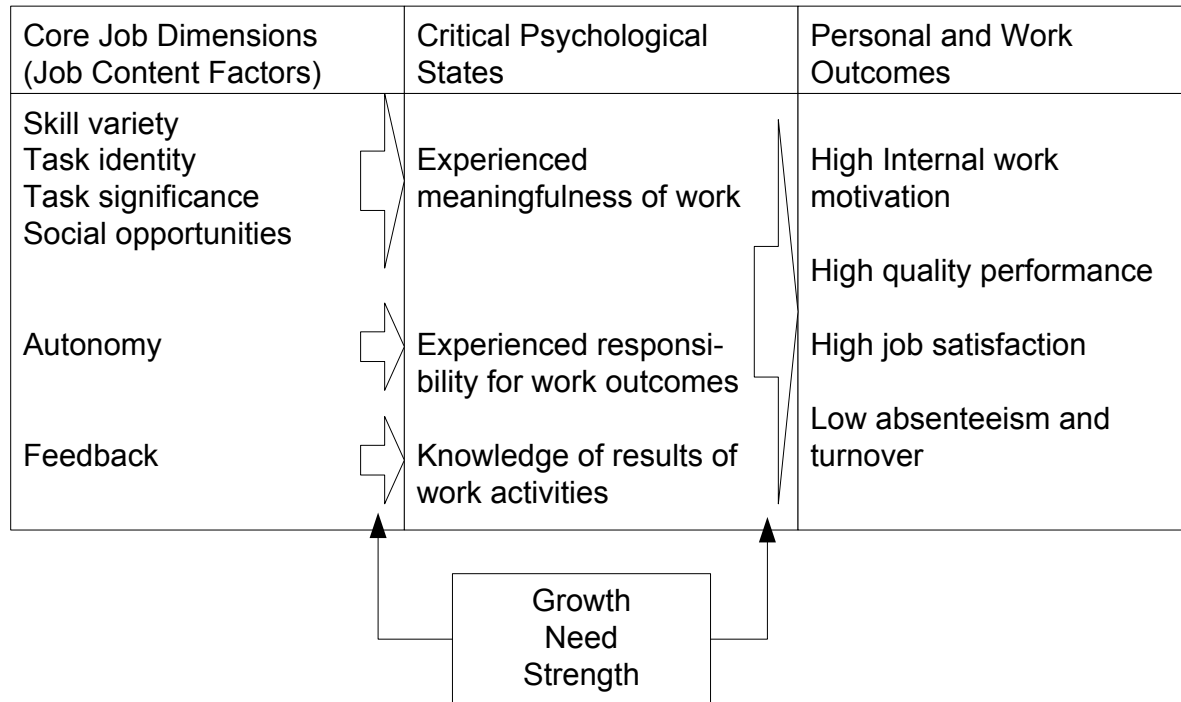 Core Job Dimensions
(Job Content Factors)
Critical Psychological
States
Personal and Work
Outcomes
Skill variety
Task identity
Task significance
Social opportunities
Autonomy
Feedback
Experienced
meaningfulness of work
Experienced responsi-
bility for work outcomes
Knowledge of results of
work activities
High Internal work
motivation
High quality performance
High job satisfaction
Low absenteeism and
turnover
Growth
Need
Strength